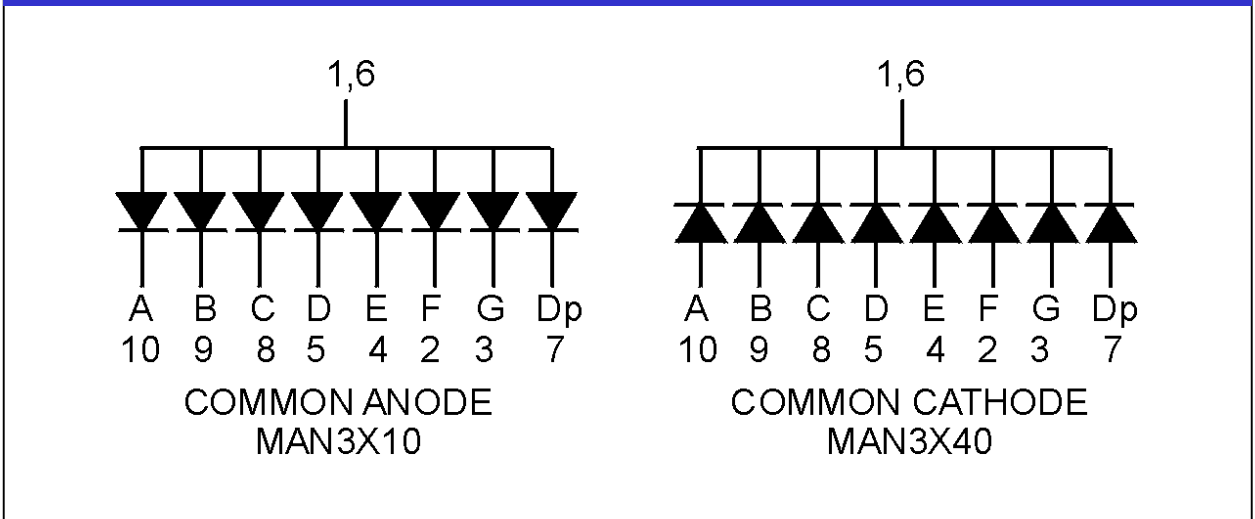 1,6
A B C D E F G Dp
10 9 8 5 4 2 3 7
COMMON ANODE
MAN3X10
1,6
A B C D E F G Dp
10 9 8 5 4 2 3 7
COMMON CATHODE
MAN3X40